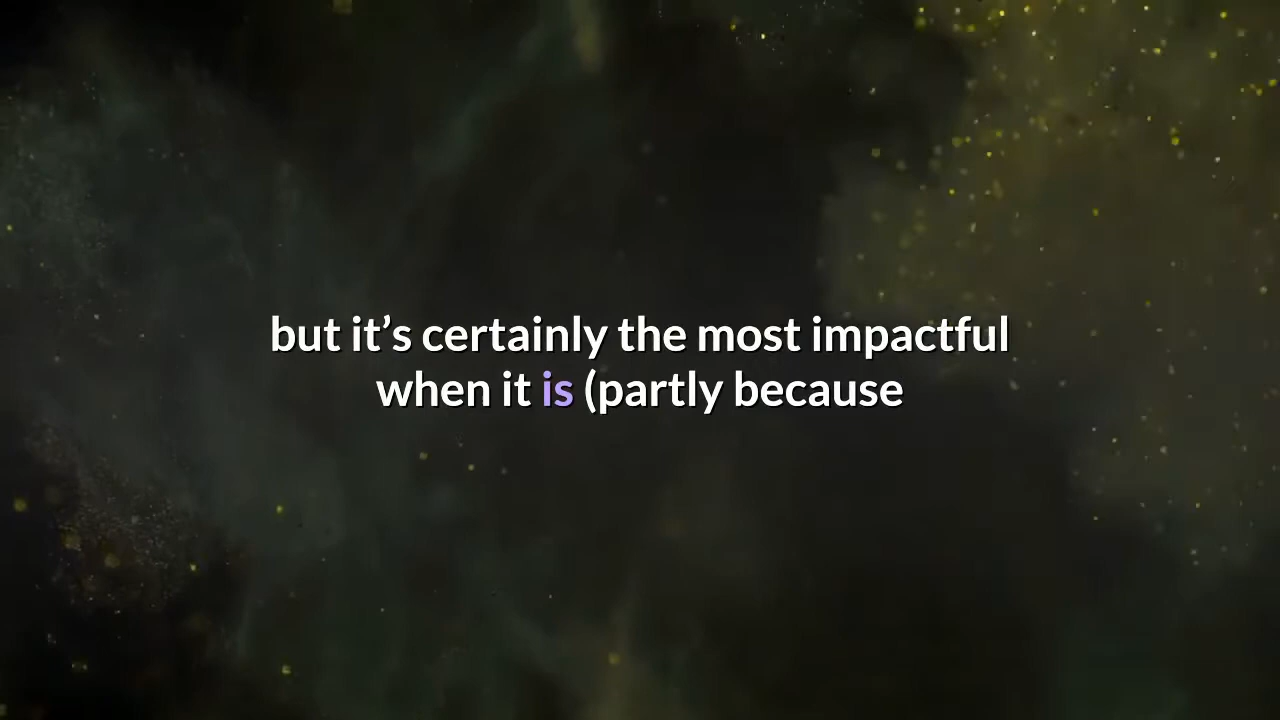 but it’s certainly the most impactful
when it is (partly because